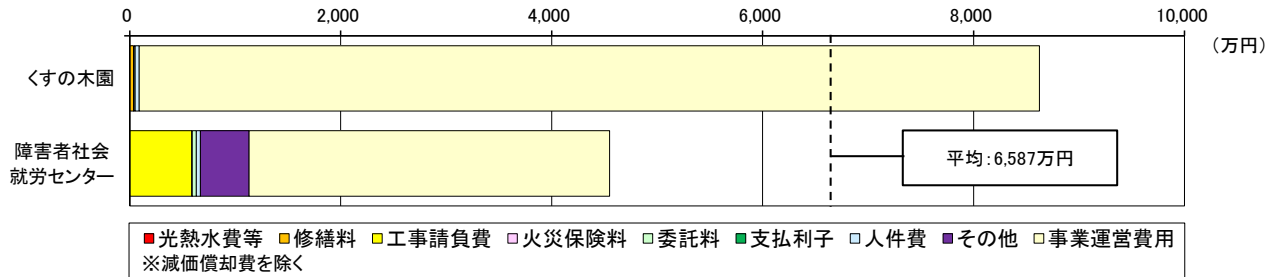 0 2,000 4,000 6,000 8,000 10,000
(万円)
くすの木園
障害者社会
就労センター
平均:6,587万円
■光熱水費等 ■修繕料 ■工事請負費 ■火災保険料 ■委託料 ■支払利子 ■人件費 ■その他 ■事業運営費用
※減価償却費を除く